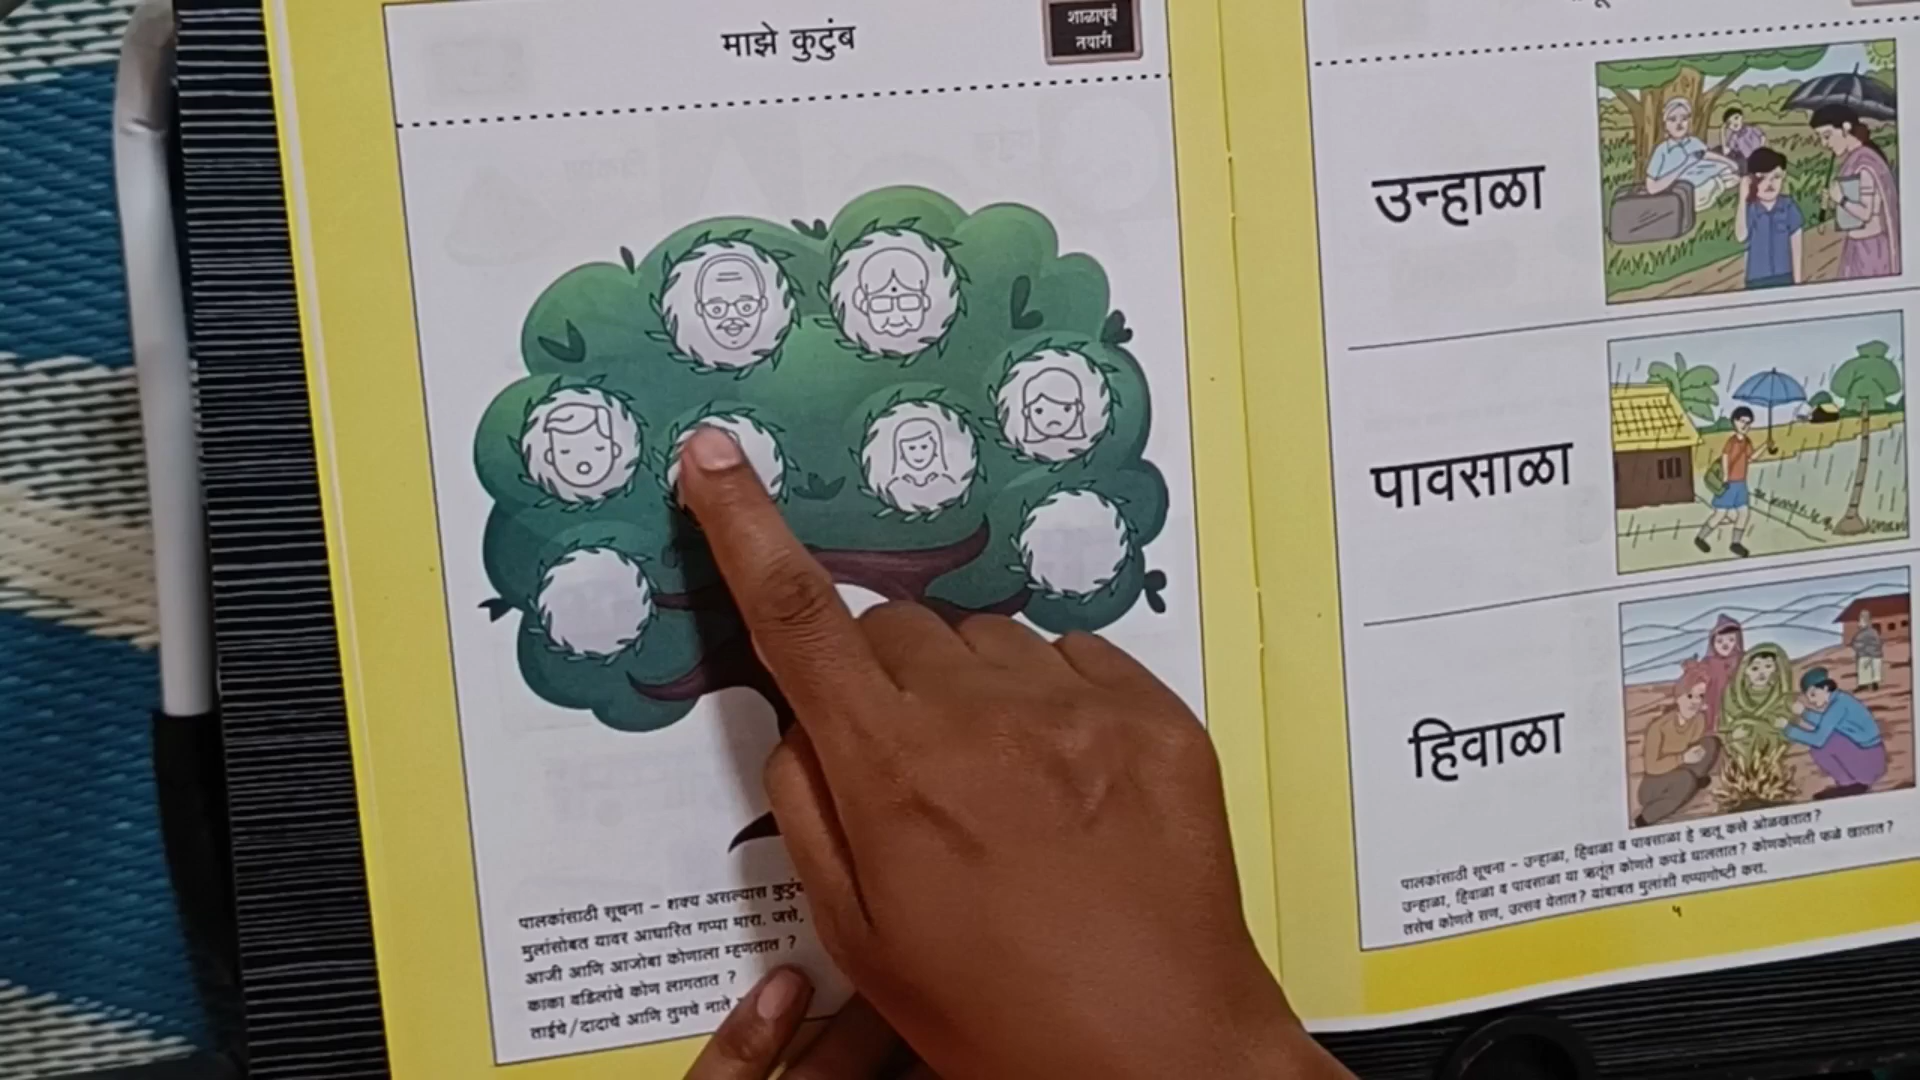 माझे कुटुंब
शाळापूर्व
तयारी
पालकांसाठी सूचना - शक्य असल्यास कुटुंब
मुलांसोबत यावर आधारित गप्पा मारा. जसे,
आजी आणि आजोबा कोणाला म्हणतात ?
काका वडिलांचे कोण लागतात ?
ताईचे/दादाचे आणि तुमचे नाते
उन्हाळा
पावसाळा
हिवाळा
पालकांसाठी सूचना - उन्हाळा, हिवाळा व पावसाळा हे ऋतू कसे ओळखतात?
उन्हाळा, हिवाळा व पावसाळा या ऋतूंत कोणते कपडे घालतात? कोणकोणती फळे खातात?
तसेच कोणते सण, उत्सव येतात? यांबाबत मुलांशी गप्पागोष्टी करा.
५